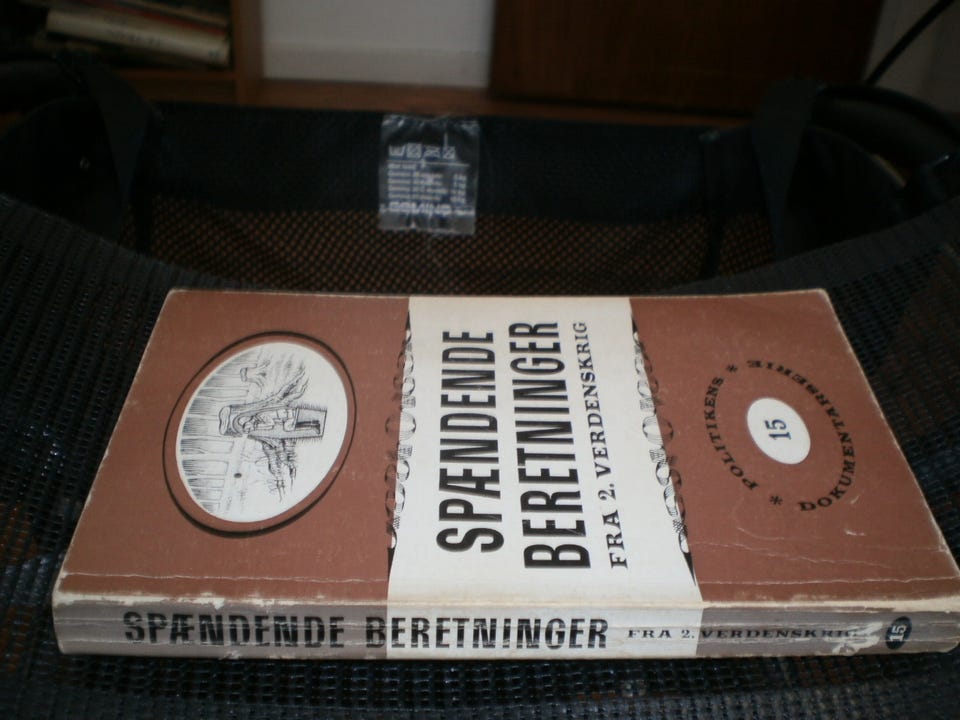 SPÆNDENDE
BERETNINGER
FRA 2. VERDENSKRIG
* POLITIKENS *
DOKUMENTARSERIE
15
SPÆNDENDE BERETNINGER FRA 2. VERDENSKRIG 15